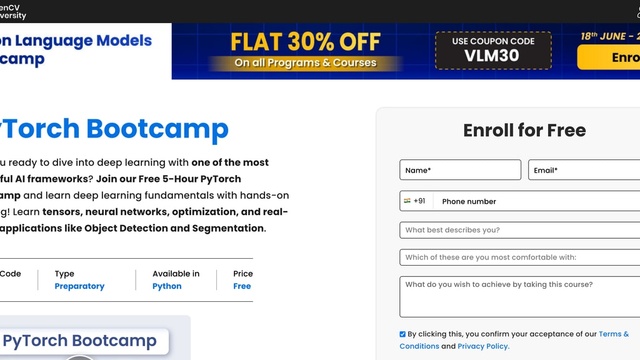 enCV
versity
on Language Models
camp
FLAT 30% OFF
On all Programs & Courses
USE COUPON CODE
VLM30
18th JUNE - 2
Enro
yTorch Bootcamp
u ready to dive into deep learning with one of the most
ful AI frameworks? Join our Free 5-Hour PyTorch
amp and learn deep learning fundamentals with hands-on
g! Learn tensors, neural networks, optimization, and real-
applications like Object Detection and Segmentation.
Code
Type
Preparatory
Available in
Python
Price
Free
PyTorch Bootcamp
Enroll for Free
Name*
Email*
+91 Phone number
What best describes you?
Which of these are you most comfortable with:
What do you wish to achieve by taking this course?
By clicking this, you confirm your acceptance of our Terms &
Conditions and Privacy Policy.